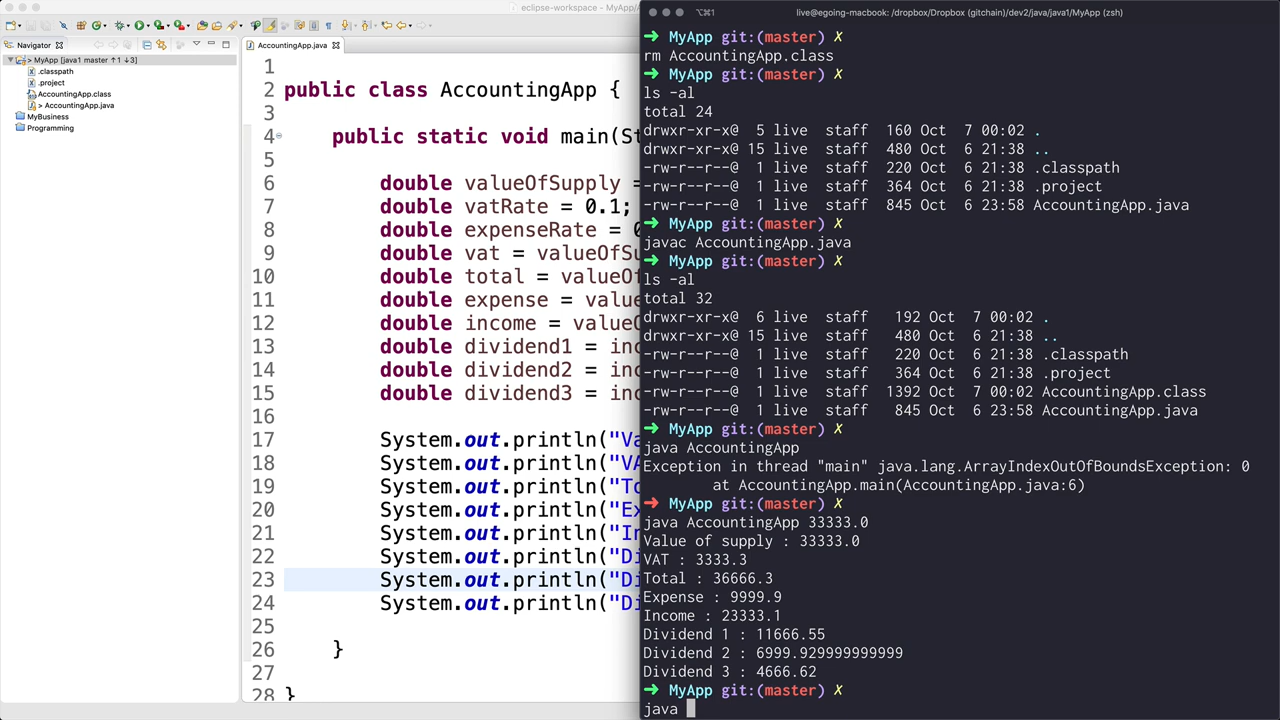 eclipse-workspace - MyApp/A
Navigator
> MyApp [java1 master ↑1 ↓3]
.classpath
.project
AccountingApp.class
> AccountingApp.java
MyBusiness
Programming
AccountingApp.java
1
2 public class AccountingApp {
3
4 public static void main(St
5
6 double valueOfSupply =
7 double vatRate = 0.1;
8 double expenseRate = 0
9 double vat = valueOfSu
10 double total = valueOf
11 double expense = value
12 double income = valueO
13 double dividend1 = inc
14 double dividend2 = inc
15 double dividend3 = inc
16
17 System.out.println("Va
18 System.out.println("VA
19 System.out.println("To
20 System.out.println("Ex
21 System.out.println("In
22 System.out.println("Di
23 System.out.println("Di
24 System.out.println("Di
25
26 }
27
28 }
⌥⌘1 live@egoing-macbook: /dropbox/Dropbox (gitchain)/dev2/java/java1/MyApp (zsh)
➜ MyApp git:(master) ✗
rm AccountingApp.class
➜ MyApp git:(master) ✗
ls -al
total 24
drwxr-xr-x@ 5 live staff 160 Oct 7 00:02 .
drwxr-xr-x@ 15 live staff 480 Oct 6 21:38 ..
-rw-r--r--@ 1 live staff 220 Oct 6 21:38 .classpath
-rw-r--r--@ 1 live staff 364 Oct 6 21:38 .project
-rw-r--r--@ 1 live staff 845 Oct 6 23:58 AccountingApp.java
➜ MyApp git:(master) ✗
javac AccountingApp.java
➜ MyApp git:(master) ✗
ls -al
total 32
drwxr-xr-x@ 6 live staff 192 Oct 7 00:02 .
drwxr-xr-x@ 15 live staff 480 Oct 6 21:38 ..
-rw-r--r--@ 1 live staff 220 Oct 6 21:38 .classpath
-rw-r--r--@ 1 live staff 364 Oct 6 21:38 .project
-rw-r--r--@ 1 live staff 1392 Oct 7 00:02 AccountingApp.class
-rw-r--r--@ 1 live staff 845 Oct 6 23:58 AccountingApp.java
➜ MyApp git:(master) ✗
java AccountingApp
Exception in thread "main" java.lang.ArrayIndexOutOfBoundsException: 0
at AccountingApp.main(AccountingApp.java:6)
➜ MyApp git:(master) ✗
java AccountingApp 33333.0
Value of supply : 33333.0
VAT : 3333.3
Total : 36666.3
Expense : 9999.9
Income : 23333.1
Dividend 1 : 11666.55
Dividend 2 : 6999.929999999999
Dividend 3 : 4666.62
➜ MyApp git:(master) ✗
java